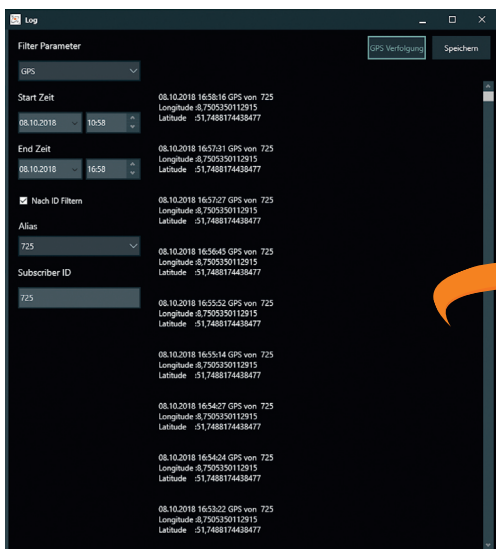 Log
Filter Parameter
GPS Verfolgung
Speichern
GPS
Start Zeit
08.10.2018
10:58
End Zeit
08.10.2018
16:58
Nach ID Filtern
Alias
725
Subscriber ID
725
08.10.2018 16:58:16 GPS von 725
Longitude :8,7505350112915
Latitude :51,7488174438477
08.10.2018 16:57:31 GPS von 725
Longitude :8,7505350112915
Latitude :51,7488174438477
08.10.2018 16:57:27 GPS von 725
Longitude :8,7505350112915
Latitude :51,7488174438477
08.10.2018 16:56:45 GPS von 725
Longitude :8,7505350112915
Latitude :51,7488174438477
08.10.2018 16:55:52 GPS von 725
Longitude :8,7505350112915
Latitude :51,7488174438477
08.10.2018 16:55:14 GPS von 725
Longitude :8,7505350112915
Latitude :51,7488174438477
08.10.2018 16:54:27 GPS von 725
Longitude :8,7505350112915
Latitude :51,7488174438477
08.10.2018 16:54:24 GPS von 725
Longitude :8,7505350112915
Latitude :51,7488174438477
08.10.2018 16:53:22 GPS von 725
Longitude :8,7505350112915
Latitude :51,7488174438477